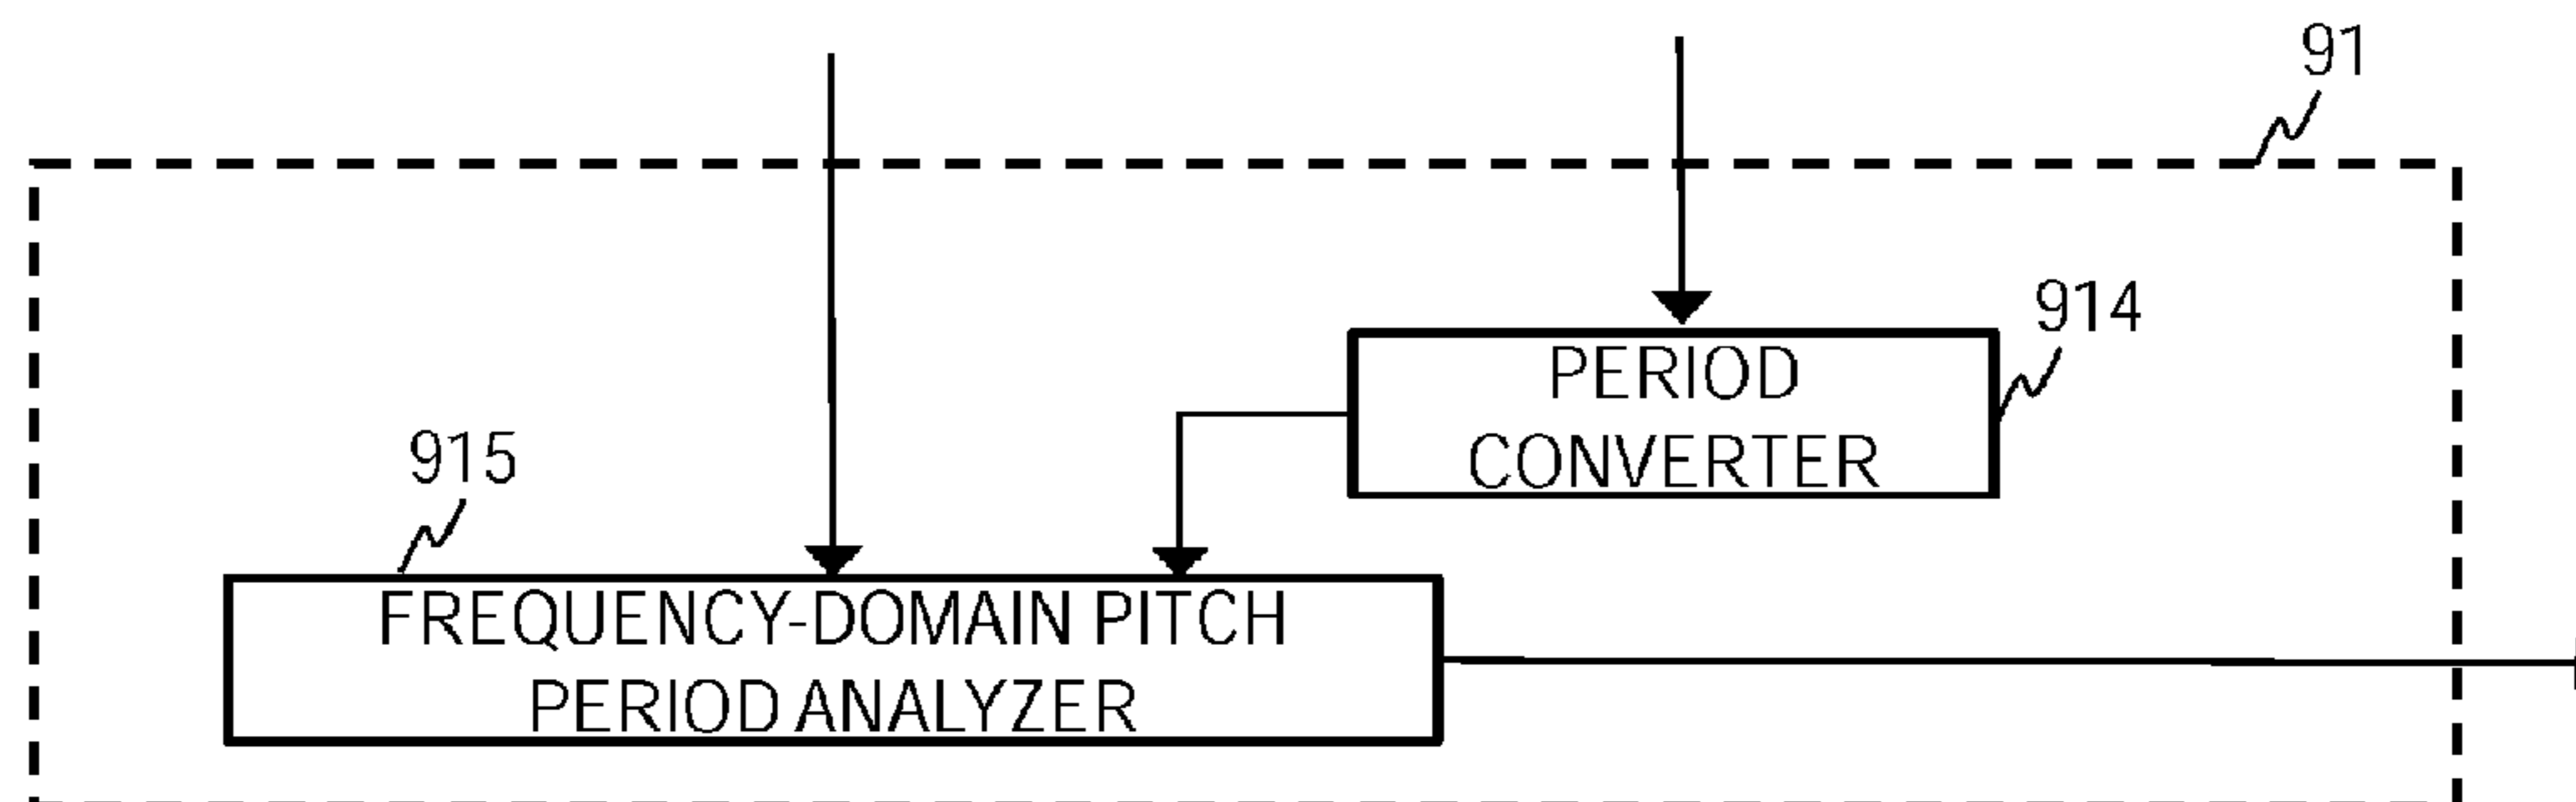 91
914
PERIOD
CONVERTER
915
FREQUENCY-DOMAIN PITCH
PERIOD ANALYZER